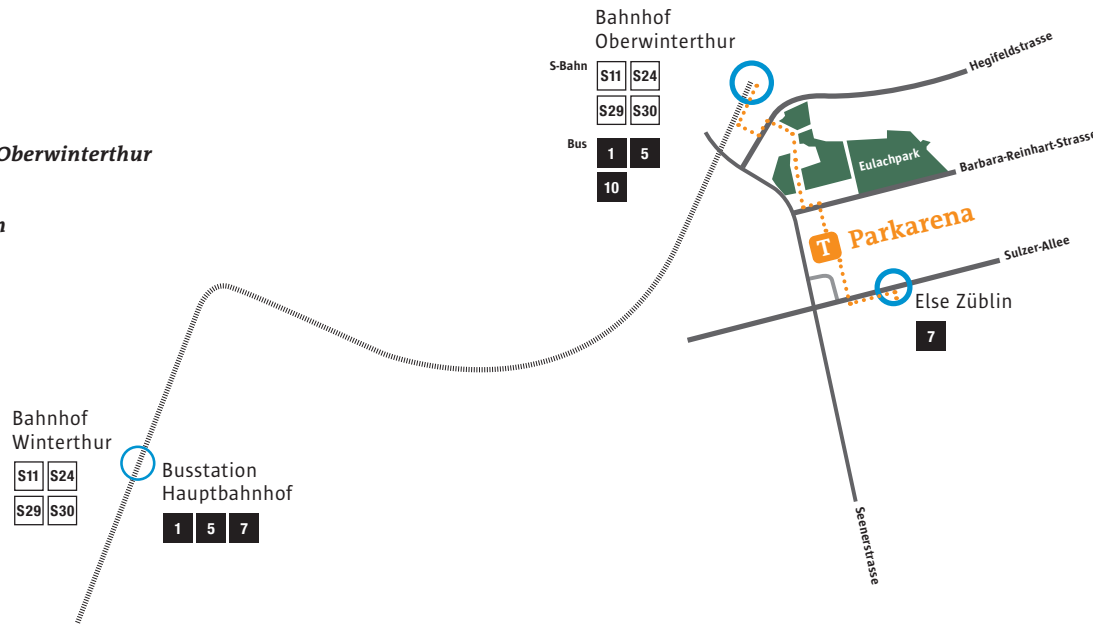 Oberwinterthur
n
Bahnhof
Oberwinterthur
S-Bahn
S11 S24
S29 S30
Bus
1 5
10
Hegifeldstrasse
Eulachpark
Barbara-Reinhart-Strasse
T Parkarena
Sulzer-Allee
Else Züblin
7
Seenerstrasse
Bahnhof
Winterthur
S11 S24
S29 S30
Busstation
Hauptbahnhof
1 5 7